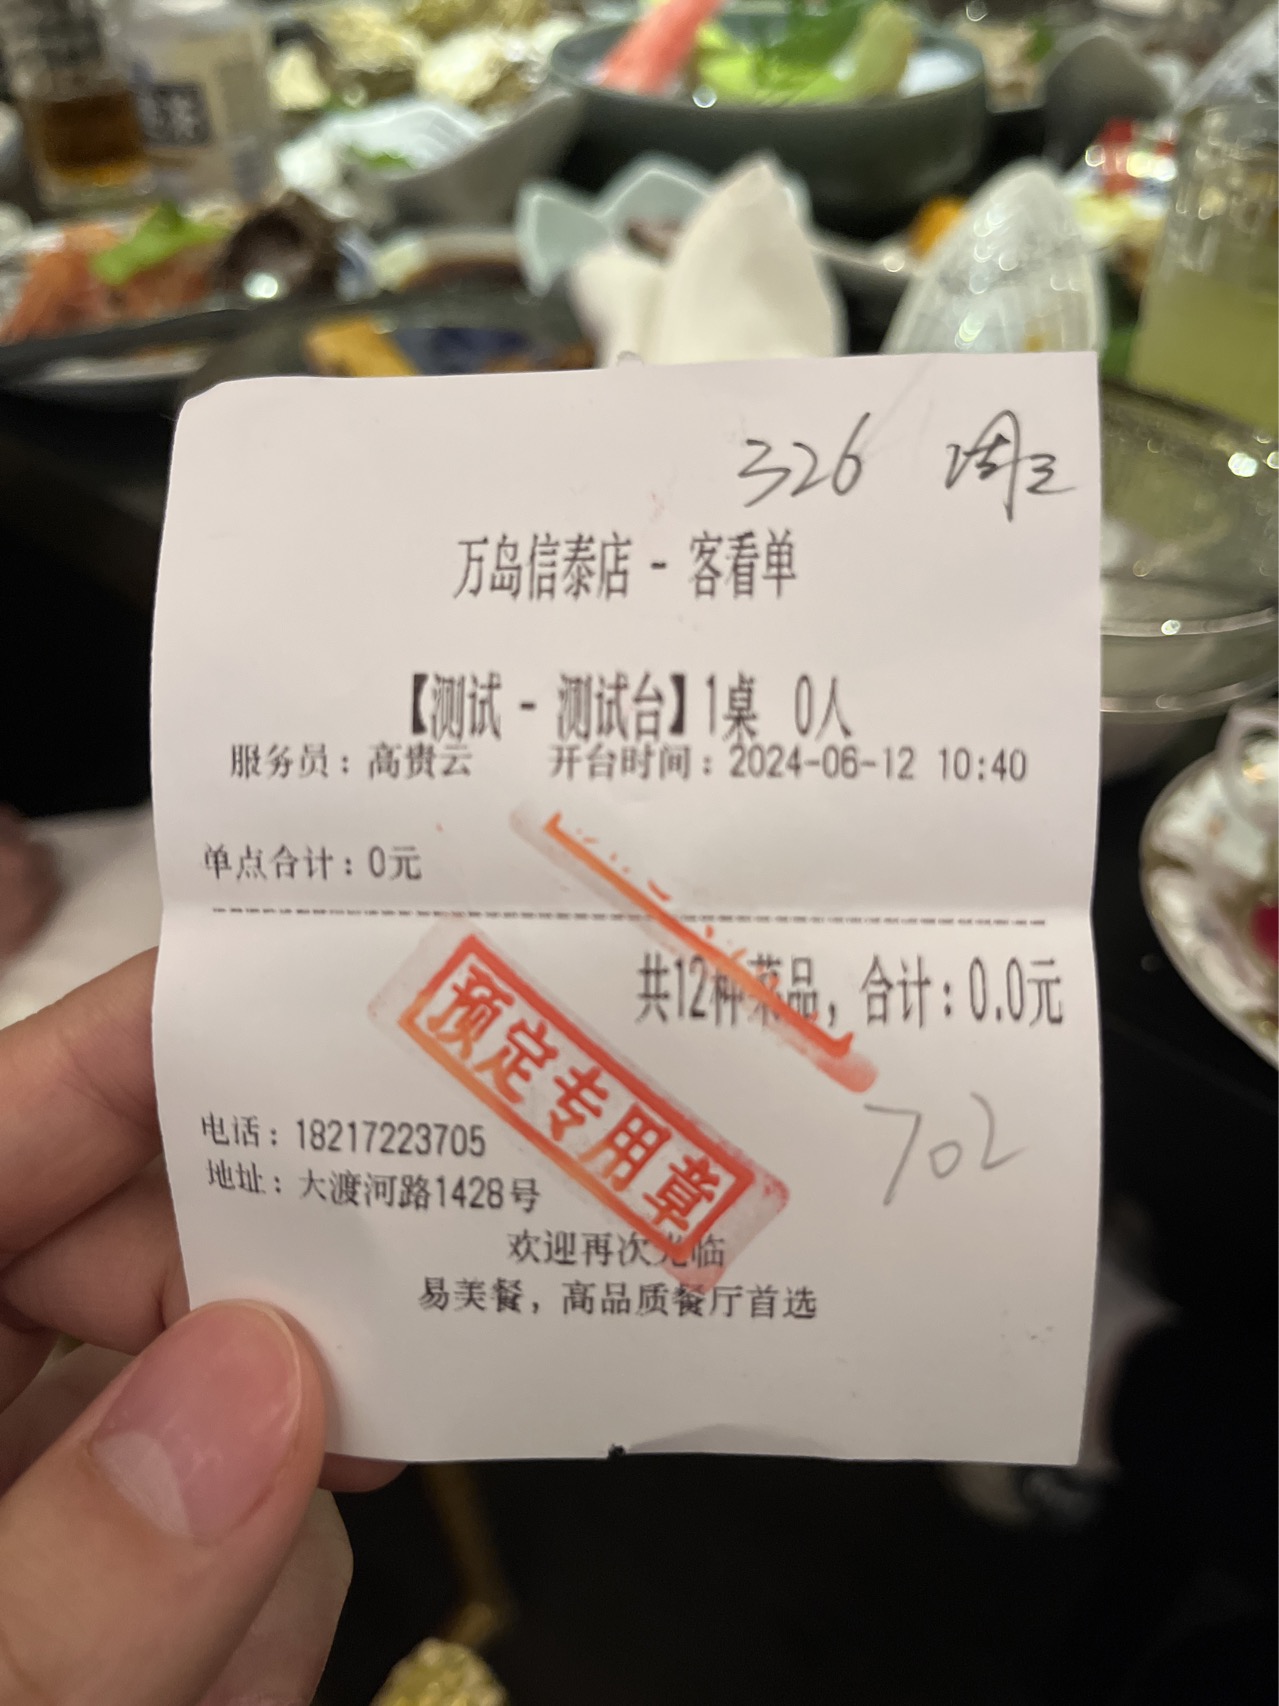 326
万岛信泰店 - 客看单
【测试 - 测试台】1桌 0人
服务员：高贵云 开台时间：2024-06-12 10:40
单点合计：0元
共12种菜品，合计：0.0元
预定专用章
702
电话：18217223705
地址：大渡河路1428号
欢迎再次光临
易美餐，高品质餐厅首选